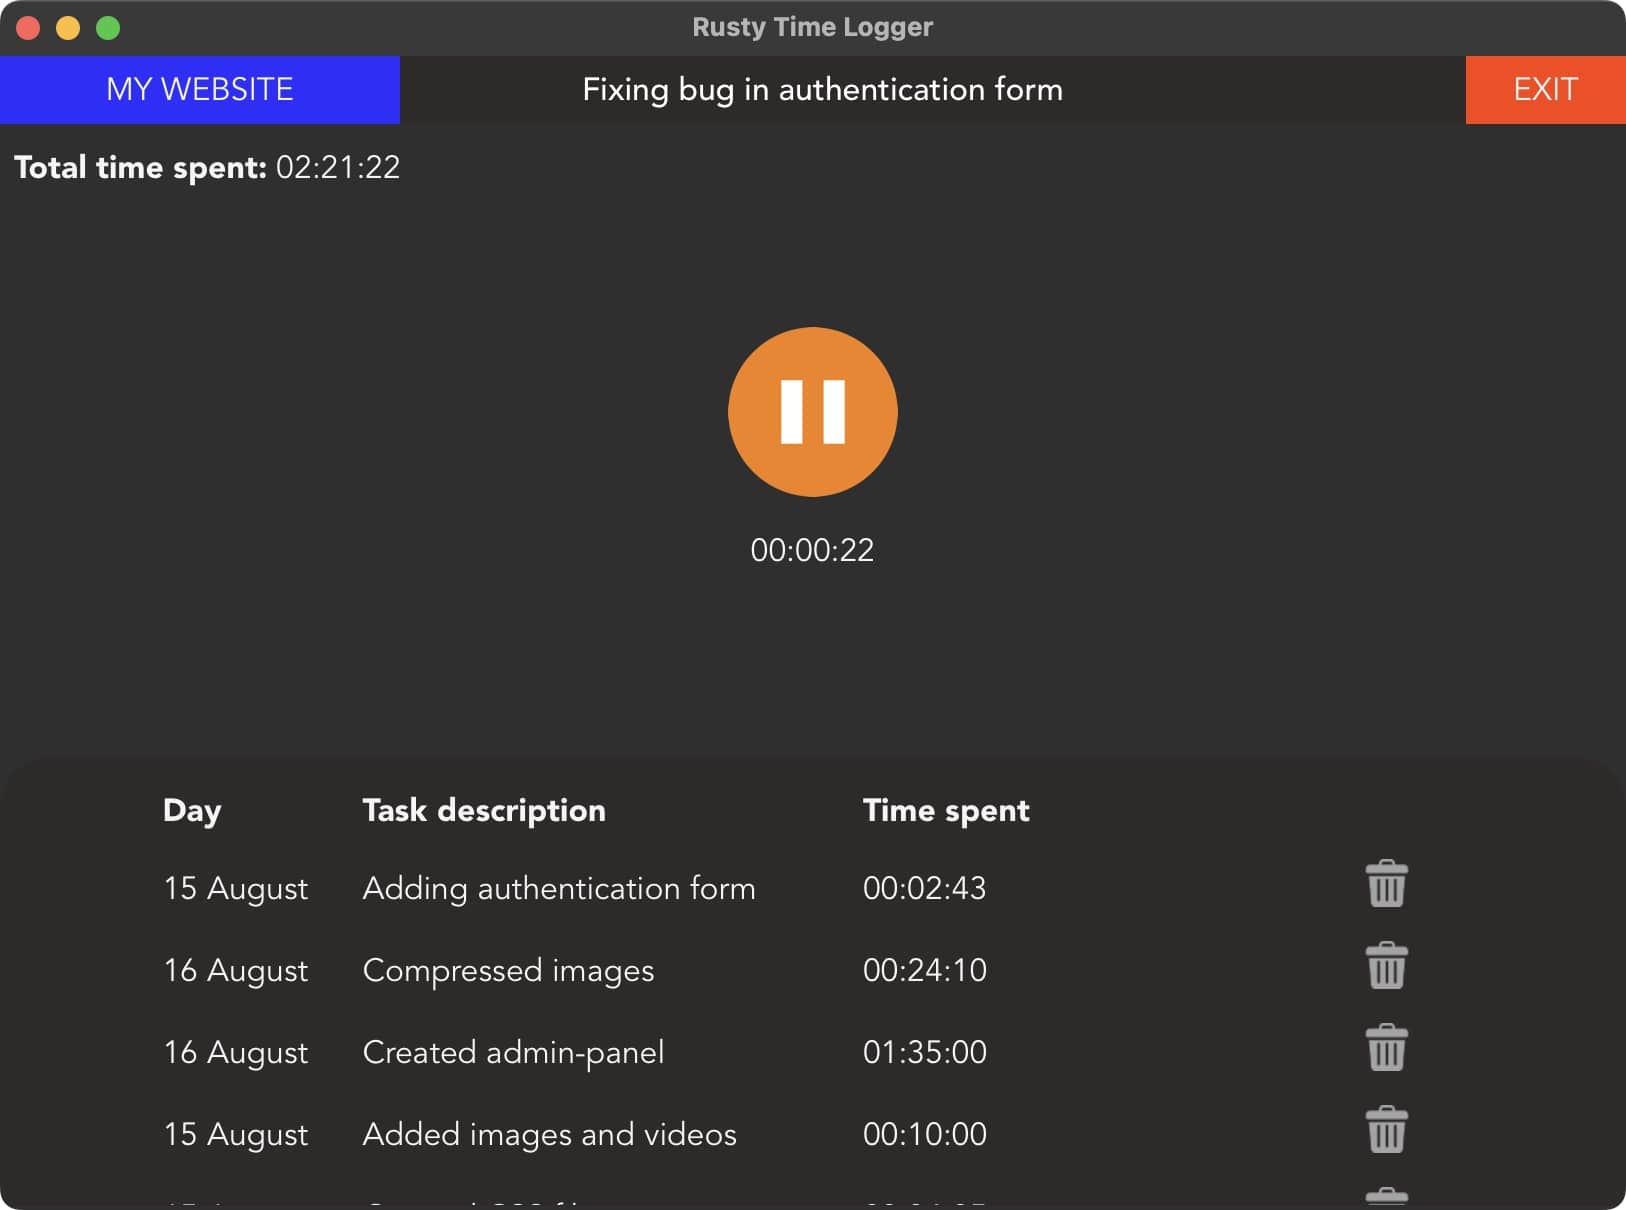 Rusty Time Logger
MY WEBSITE
Fixing bug in authentication form
EXIT
Total time spent: 02:21:22
00:00:22
Day Task description Time spent
15 August Adding authentication form 00:02:43
16 August Compressed images 00:24:10
16 August Created admin-panel 01:35:00
15 August Added images and videos 00:10:00